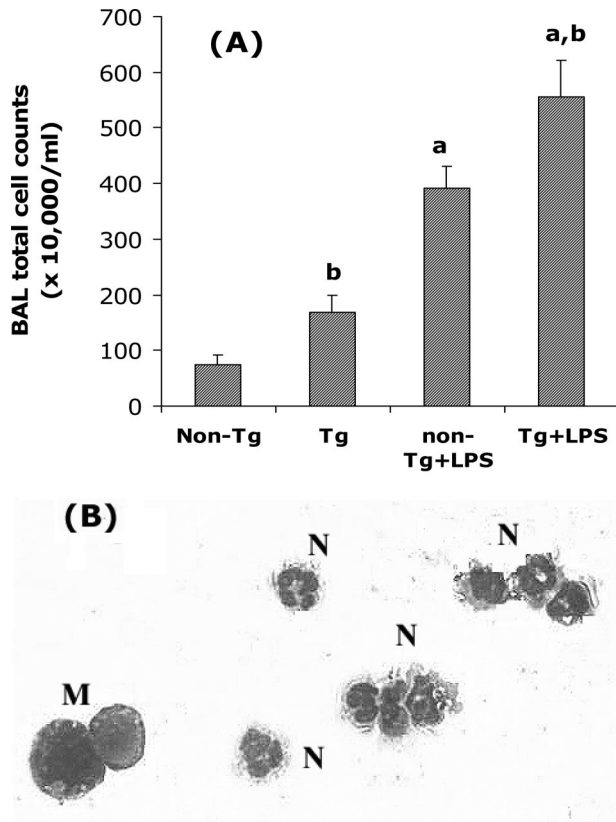 700
(A)
a,b
600
500
a
400
300
b
200
100
0
BAL total cell counts
(x 10,000/ml)
Non-Tg
Tg
non-
Tg+LPS
Tg+LPS
(B)
N
N
N
M
N